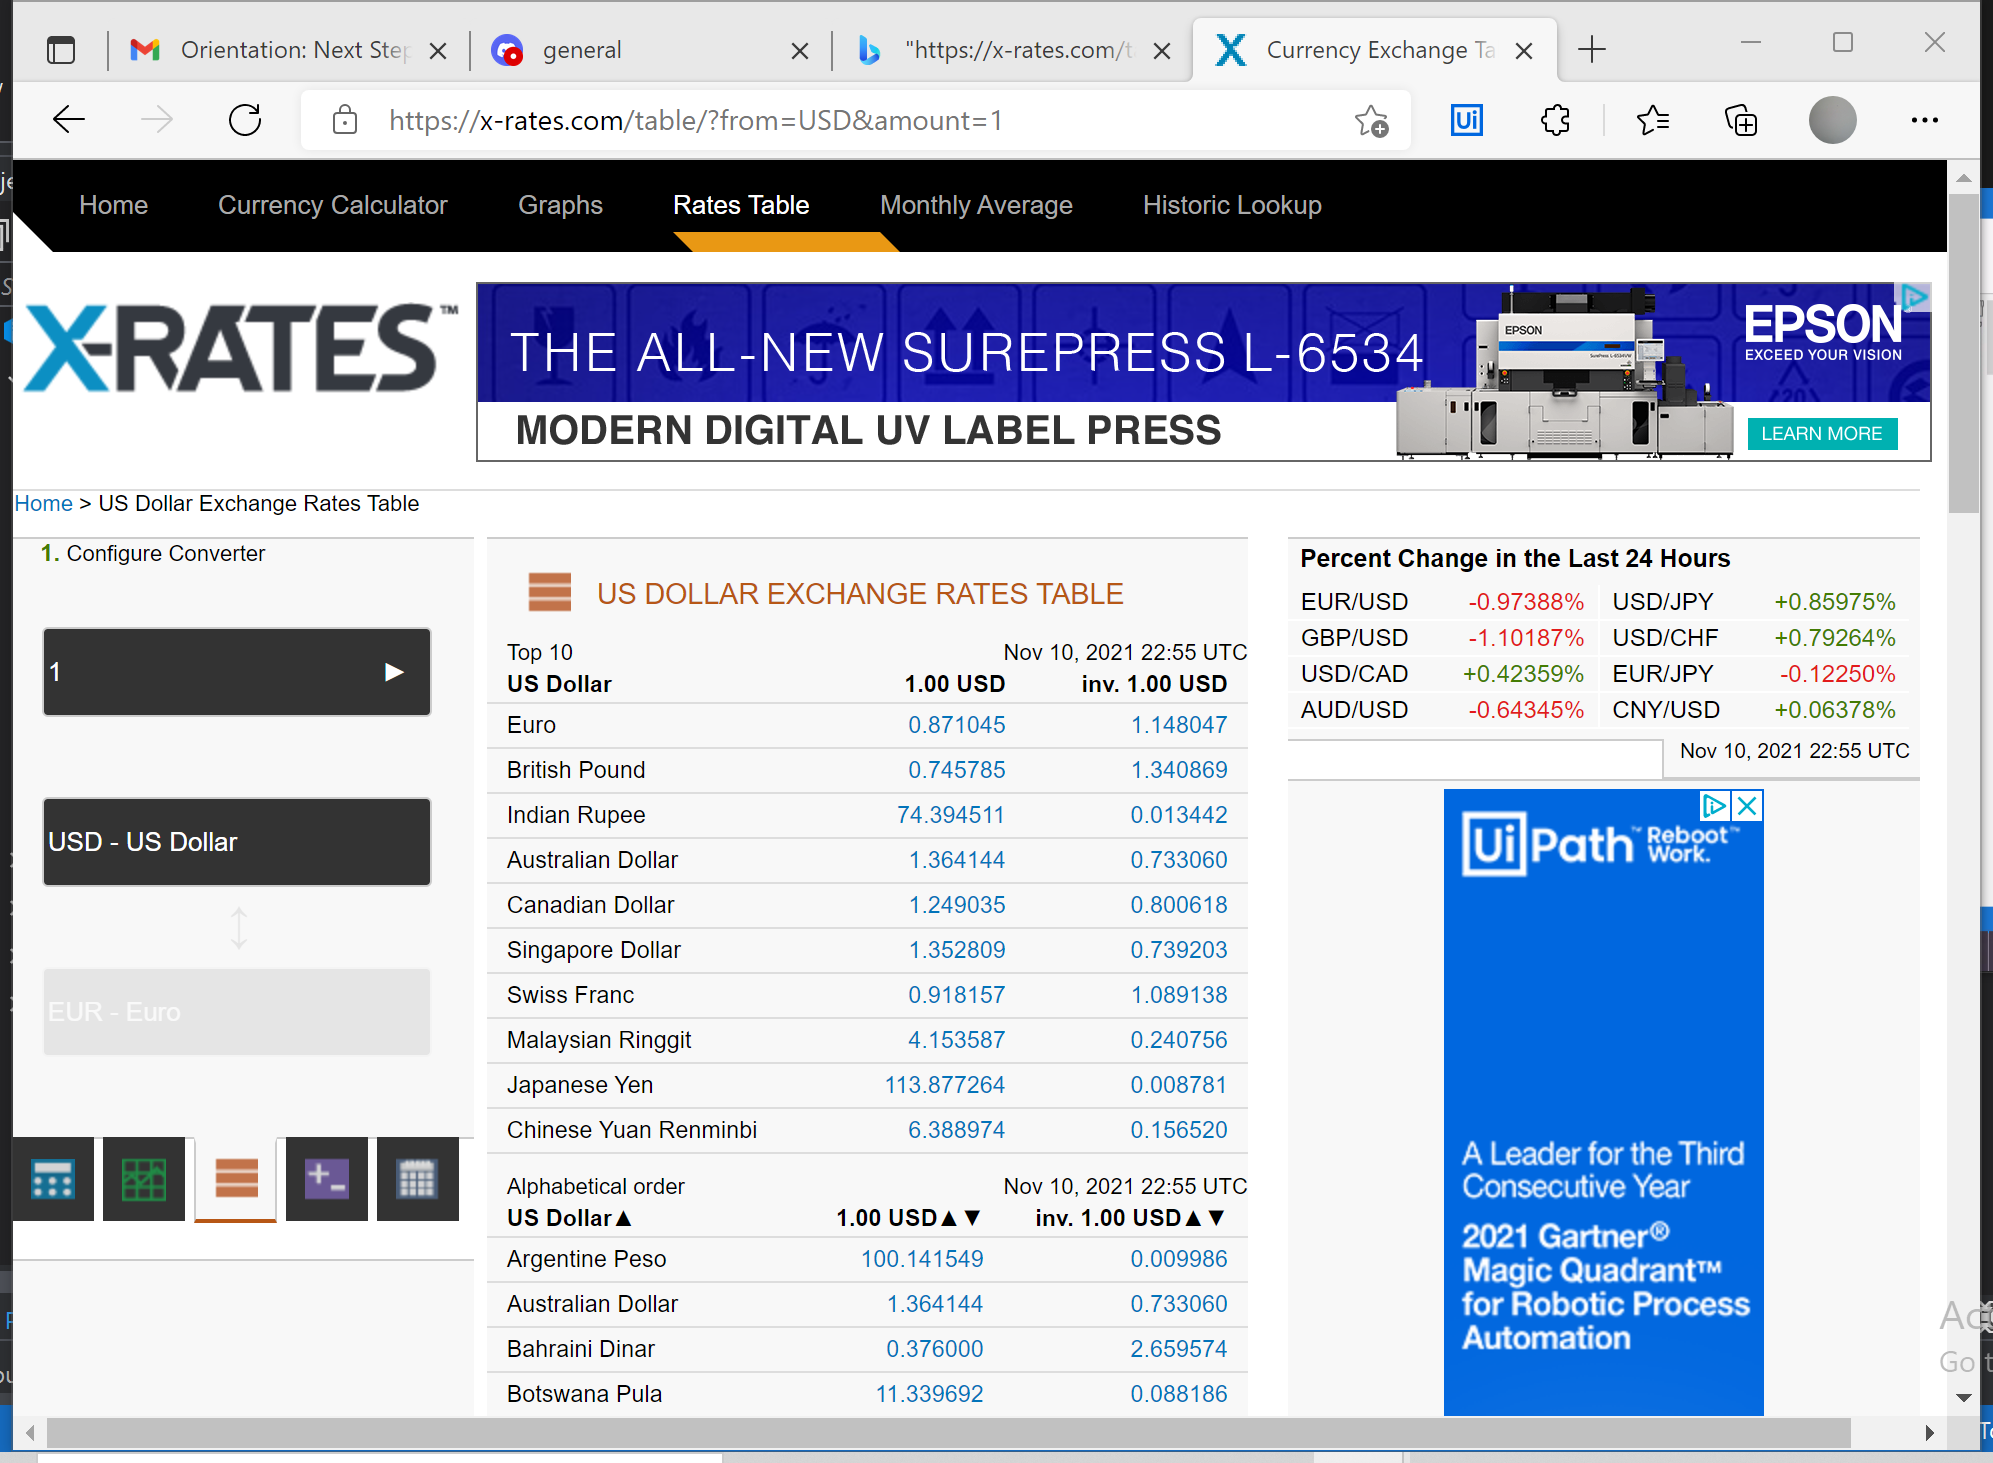 Orientation: Next Step
general
"https://x-rates.com/t
Currency Exchange Ta
https://x-rates.com/table/?from=USD&amount=1
Ui
Home Currency Calculator Graphs Rates Table Monthly Average Historic Lookup
X-RATES™
THE ALL-NEW SUREPRESS L-6534
MODERN DIGITAL UV LABEL PRESS
EPSON
EPSON
EXCEED YOUR VISION
LEARN MORE
Home > US Dollar Exchange Rates Table
1. Configure Converter
1
USD - US Dollar
EUR - Euro
US DOLLAR EXCHANGE RATES TABLE
Top 10 Nov 10, 2021 22:55 UTC
US Dollar 1.00 USD inv. 1.00 USD
Euro 0.871045 1.148047
British Pound 0.745785 1.340869
Indian Rupee 74.394511 0.013442
Australian Dollar 1.364144 0.733060
Canadian Dollar 1.249035 0.800618
Singapore Dollar 1.352809 0.739203
Swiss Franc 0.918157 1.089138
Malaysian Ringgit 4.153587 0.240756
Japanese Yen 113.877264 0.008781
Chinese Yuan Renminbi 6.388974 0.156520
Alphabetical order Nov 10, 2021 22:55 UTC
US Dollar▲ 1.00 USD▲▼ inv. 1.00 USD▲▼
Argentine Peso 100.141549 0.009986
Australian Dollar 1.364144 0.733060
Bahraini Dinar 0.376000 2.659574
Botswana Pula 11.339692 0.088186
Percent Change in the Last 24 Hours
EUR/USD -0.97388% USD/JPY +0.85975%
GBP/USD -1.10187% USD/CHF +0.79264%
USD/CAD +0.42359% EUR/JPY -0.12250%
AUD/USD -0.64345% CNY/USD +0.06378%
Nov 10, 2021 22:55 UTC
UiPath™ Reboot Work.™
A Leader for the Third
Consecutive Year
2021 Gartner®
Magic Quadrant™
for Robotic Process
Automation
Go t